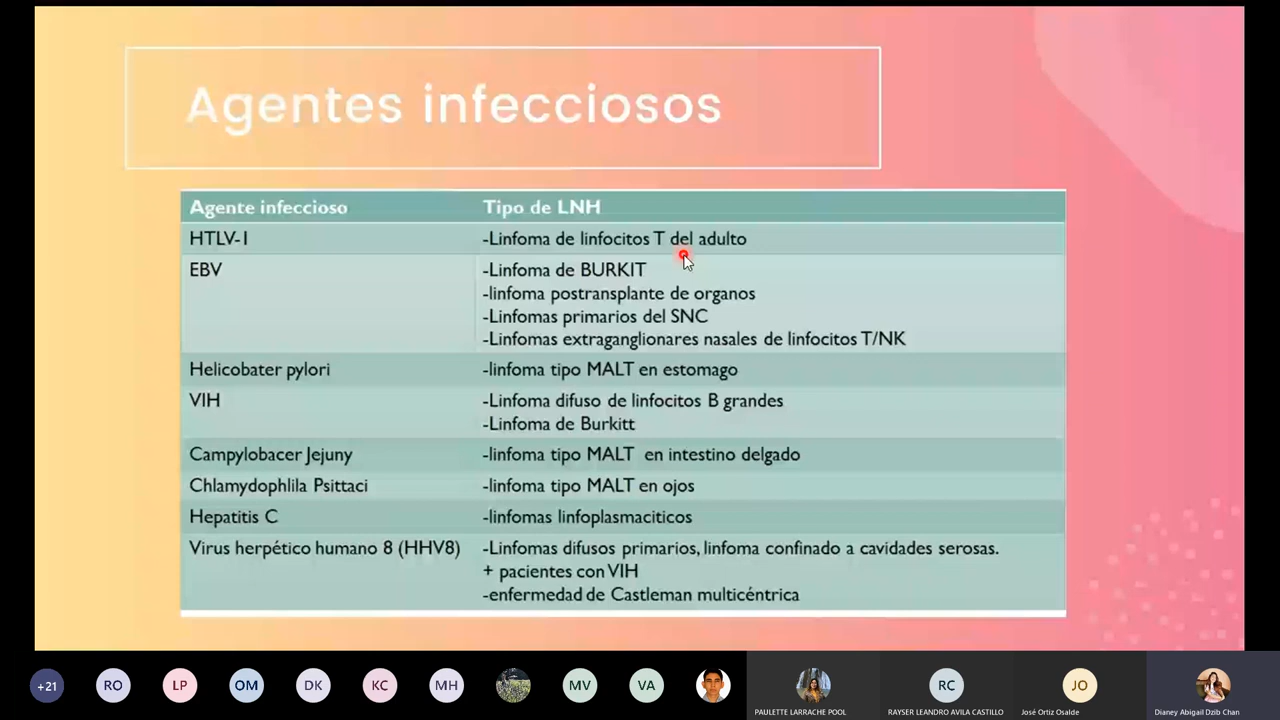 Agentes infecciosos
Agente infeccioso Tipo de LNH
HTLV-1 -Linfoma de linfocitos T del adulto
EBV -Linfoma de BURKIT
-linfoma postransplante de organos
-Linfomas primarios del SNC
-Linfomas extraganglionares nasales de linfocitos T/NK
Helicobater pylori -linfoma tipo MALT en estomago
VIH -Linfoma difuso de linfocitos B grandes
-Linfoma de Burkitt
Campylobacer Jejuny -linfoma tipo MALT en intestino delgado
Chlamydophlila Psittaci -linfoma tipo MALT en ojos
Hepatitis C -linfomas linfoplasmaciticos
Virus herpético humano 8 (HHV8) -Linfomas difusos primarios, linfoma confinado a cavidades serosas.
+ pacientes con VIH
-enfermedad de Castleman multicéntrica
+21 RO LP OM DK KC MH MV VA RC JO
PAULETTE LARRACHE POOL RAYSER LEANDRO AVILA CASTILLO José Ortiz Osalde Dianey Abigail Dzib Chan